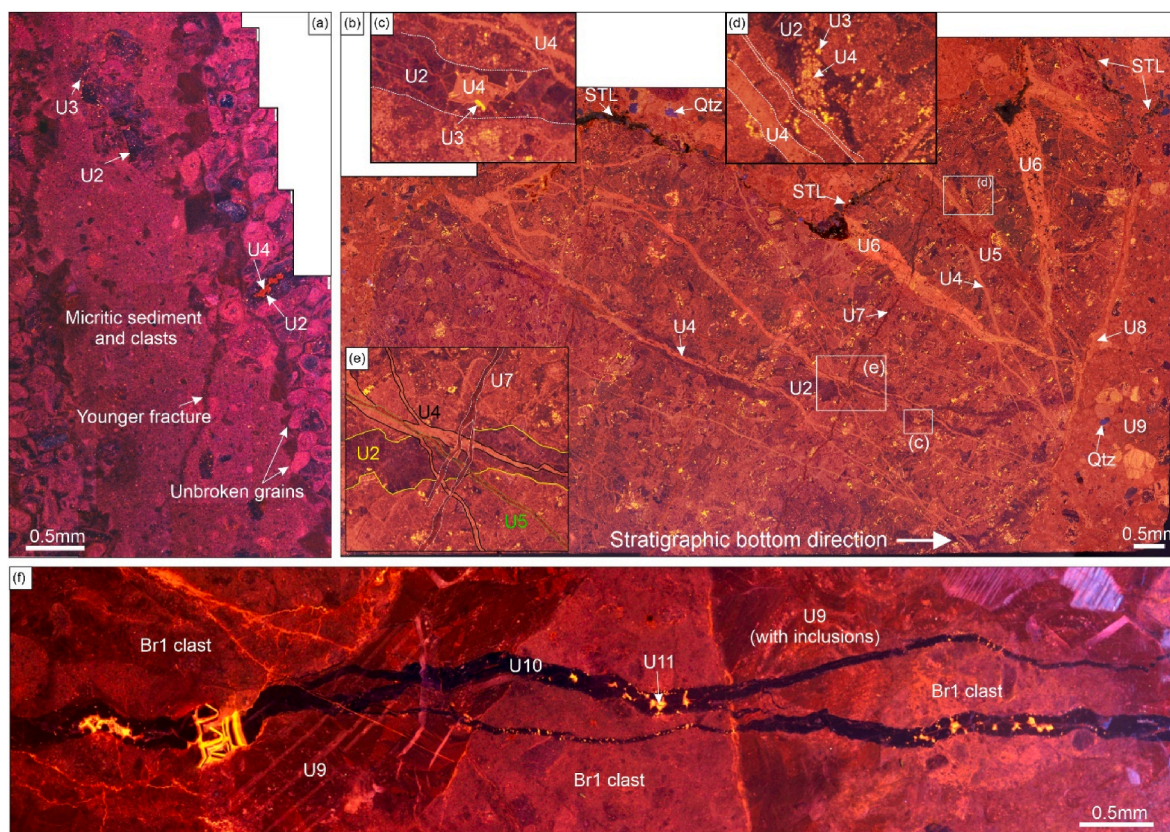 (a)
U3
U2
U4
U2
Micritic sediment
and clasts
Younger fracture
Unbroken grains
0.5mm
(b)
(c)
U4
U2
U4
U3
STL
Qtz
(d)
U2
U3
U4
U4
STL
STL
U6
(d)
U6
U5
U4
U7
U8
U4
(e)
U2
(c)
U9
Qtz
(e)
U7
U4
U2
U5
Stratigraphic bottom direction
0.5mm
(f)
Br1 clast
U9
(with inclusions)
U10
U11
Br1 clast
U9
Br1 clast
0.5mm